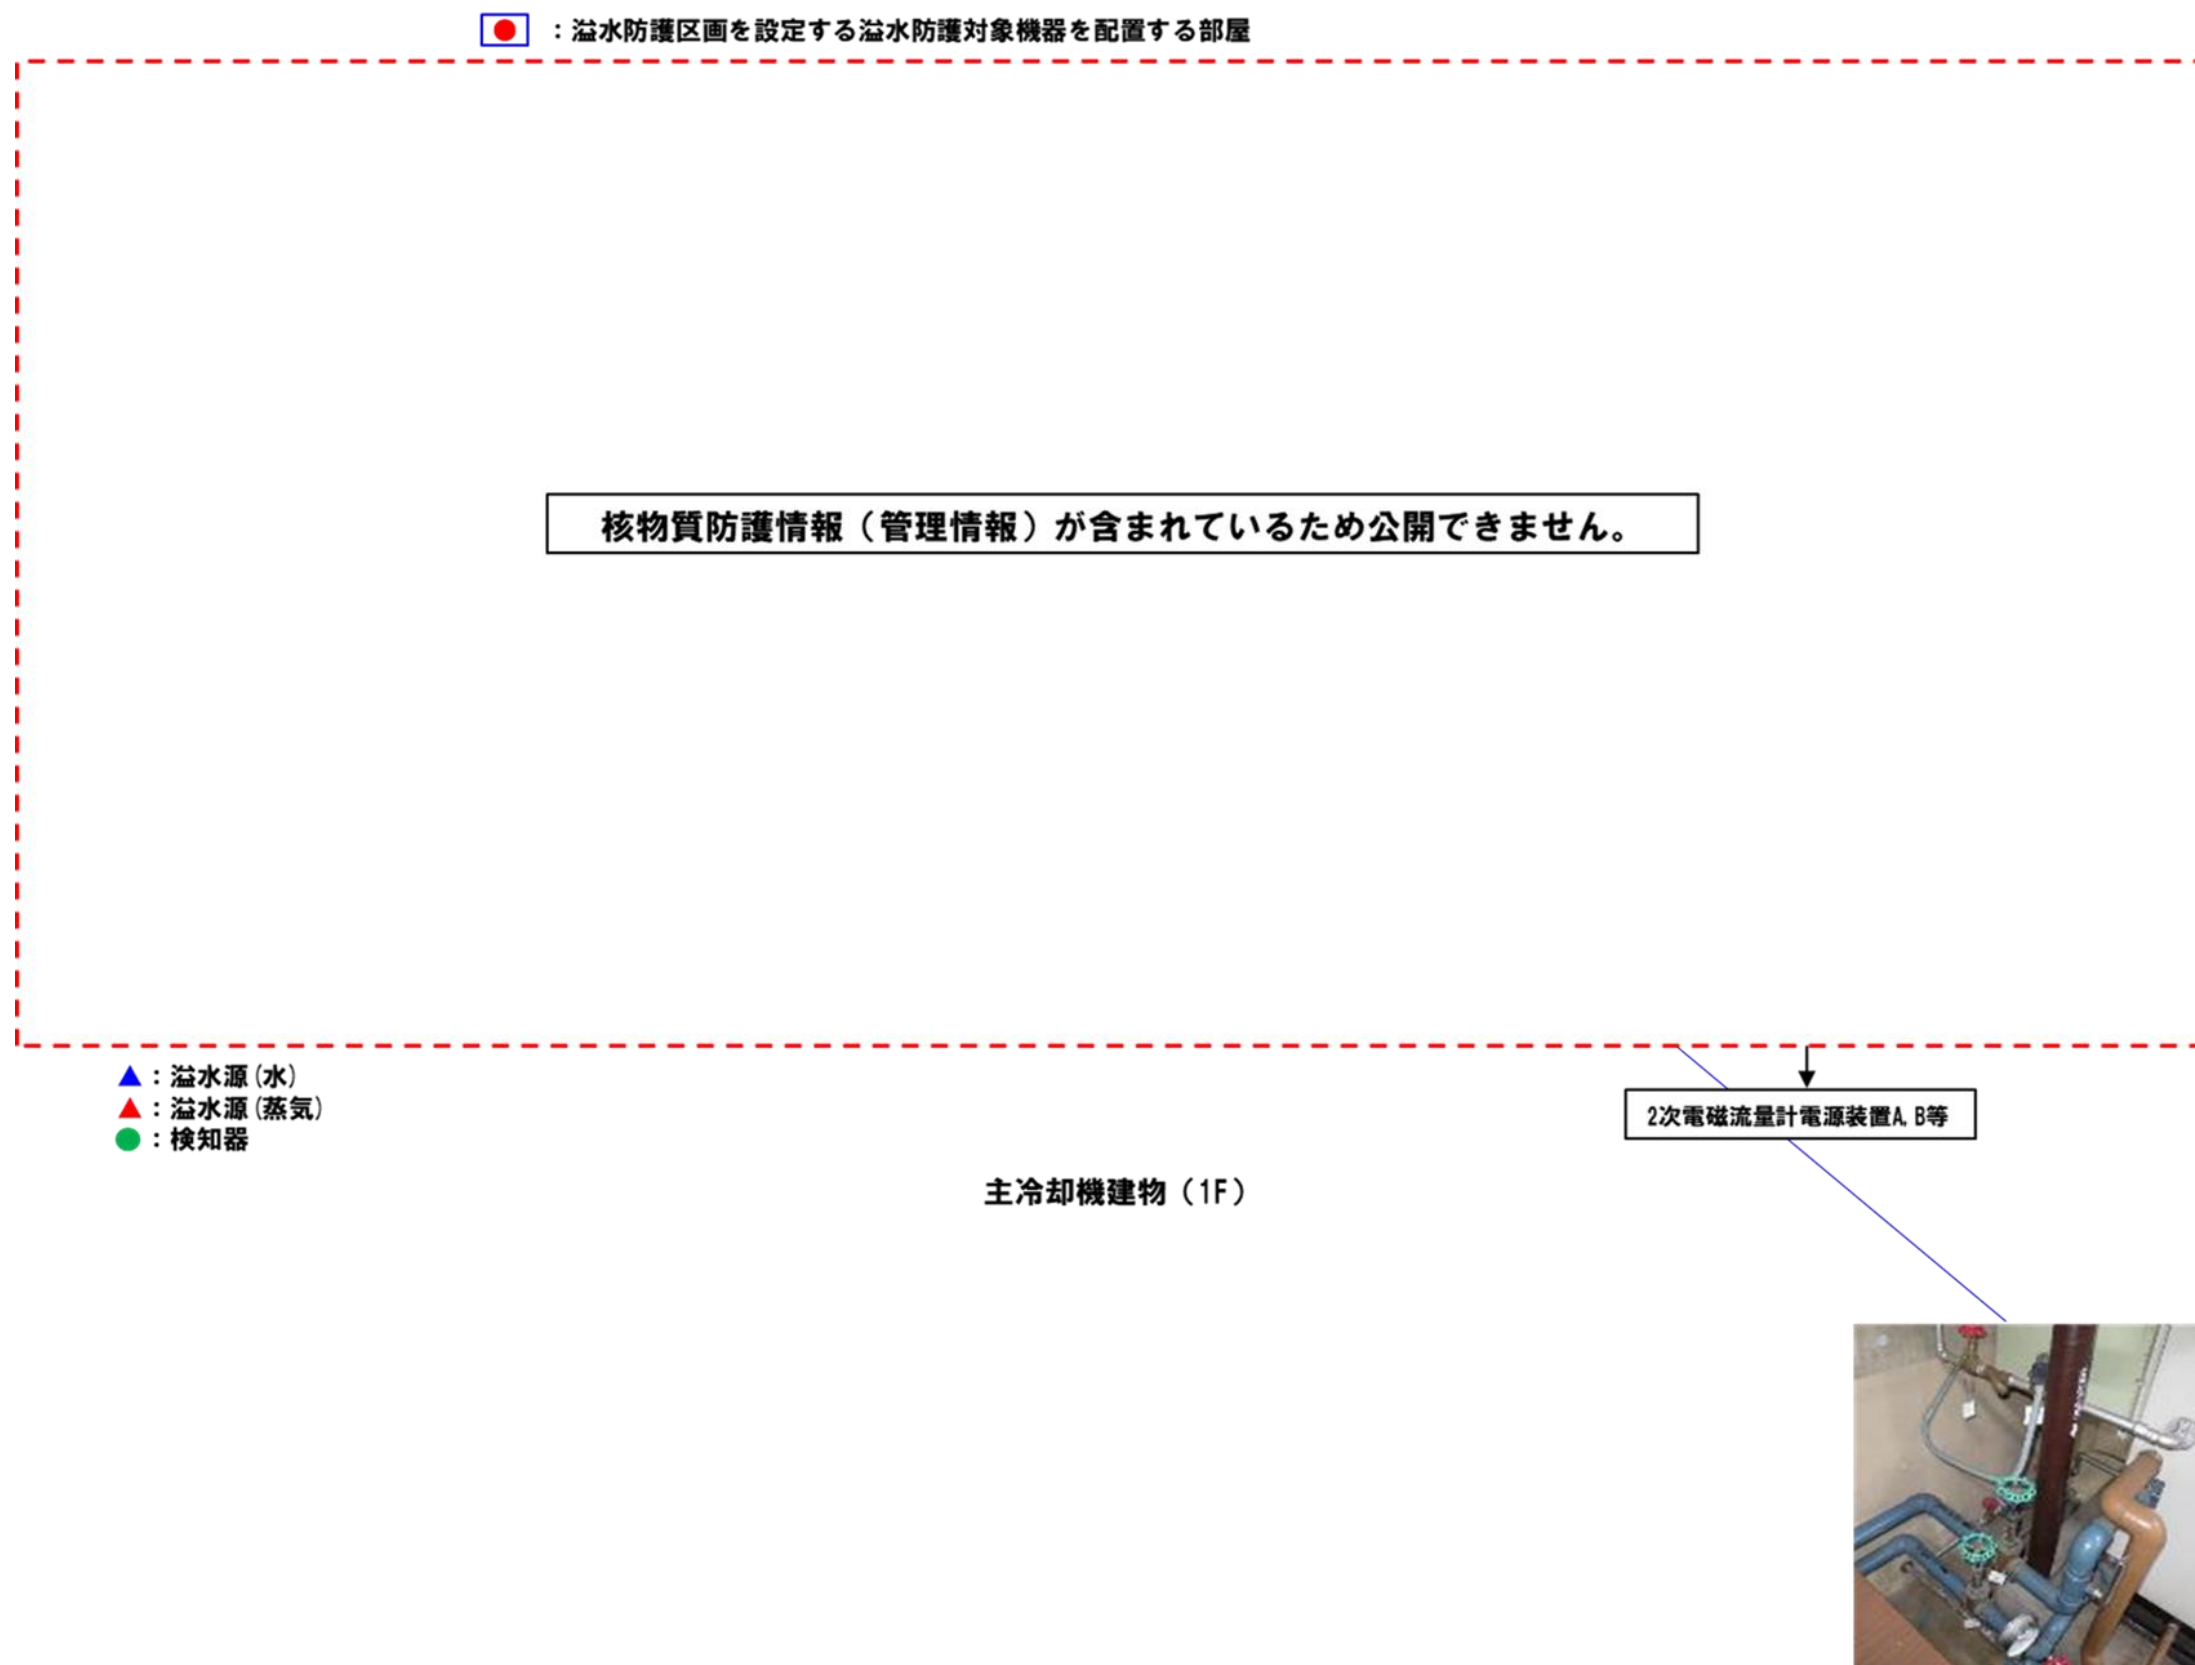 ：溢水防護区画を設定する溢水防護対象機器を配置する部屋
核物質防護情報（管理情報）が含まれているため公開できません。
：溢水源(水)
：溢水源(蒸気)
：検知器
2次電磁流量計電源装置A,B等
主冷却機建物（1F）